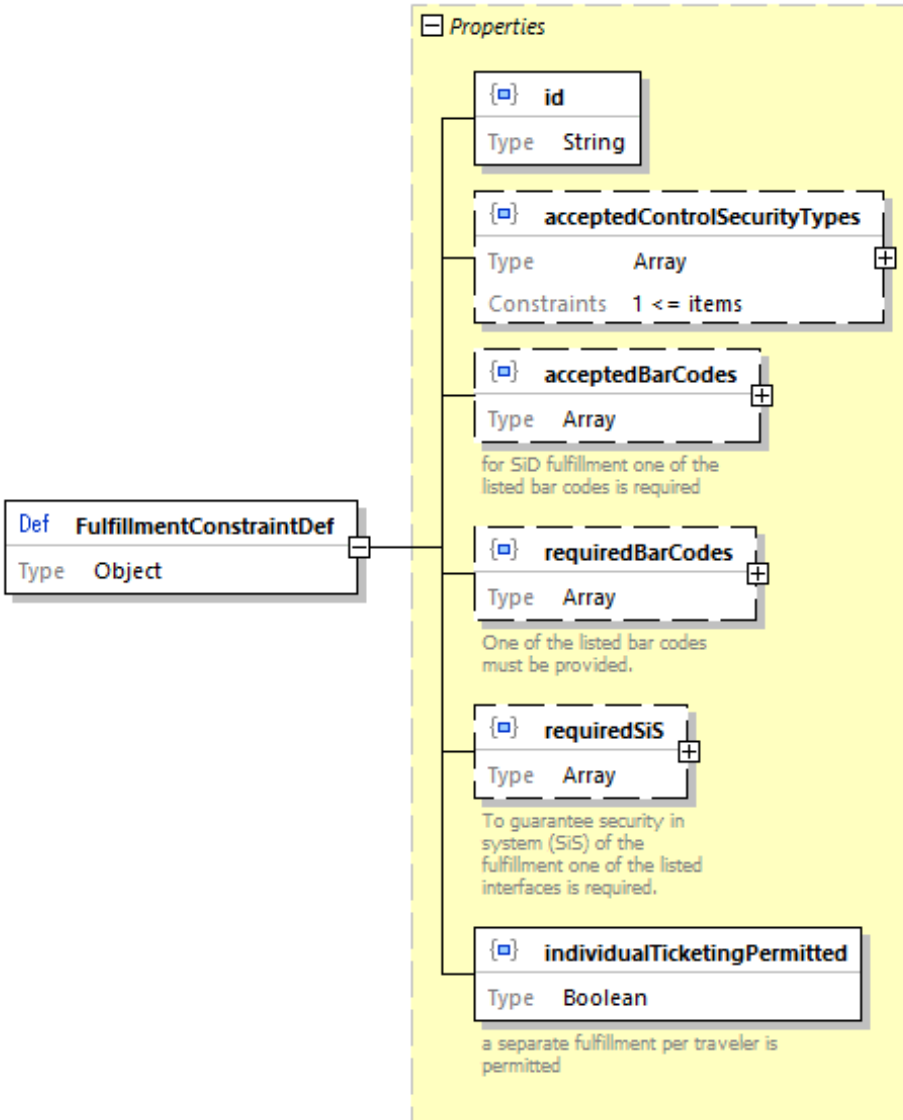 Properties
id
Type String
acceptedControlSecurityTypes
Type Array
Constraints 1 <= items
acceptedBarCodes
Type Array
for SiD fulfillment one of the
listed bar codes is required
Def FulfillmentConstraintDef
Type Object
requiredBarCodes
Type Array
One of the listed bar codes
must be provided.
requiredSiS
Type Array
To guarantee security in
system (SiS) of the
fulfillment one of the listed
interfaces is required.
individualTicketingPermitted
Type Boolean
a separate fulfillment per traveler is
permitted